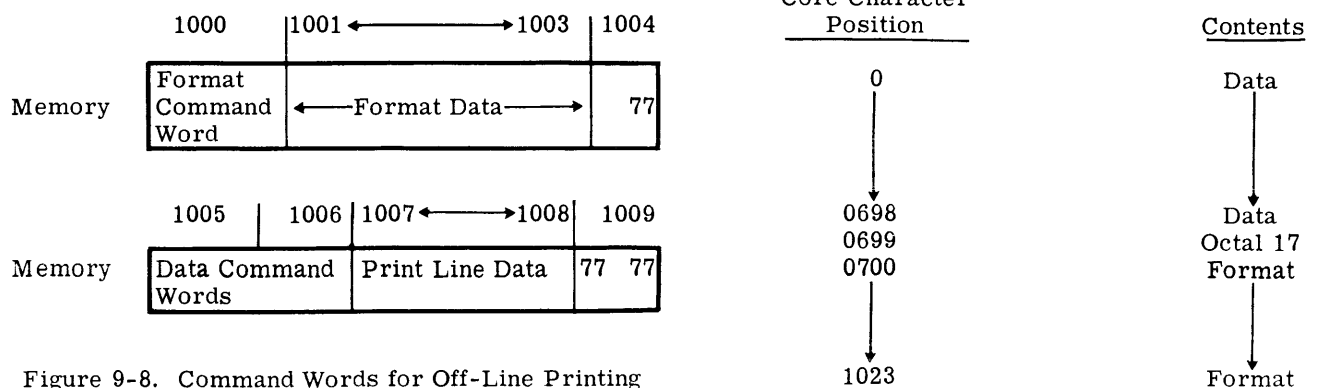 1000 1001 1003 1004
Memory
Format
Command
Word
Format Data
77
1005 1006 1007 1008 1009
Memory
Data Command
Words
Print Line Data
77 77
Figure 9-8. Command Words for Off-Line Printing
Core Character
Position
Contents
0 Data
0698 Data
0699 Octal 17
0700 Format
1023 Format